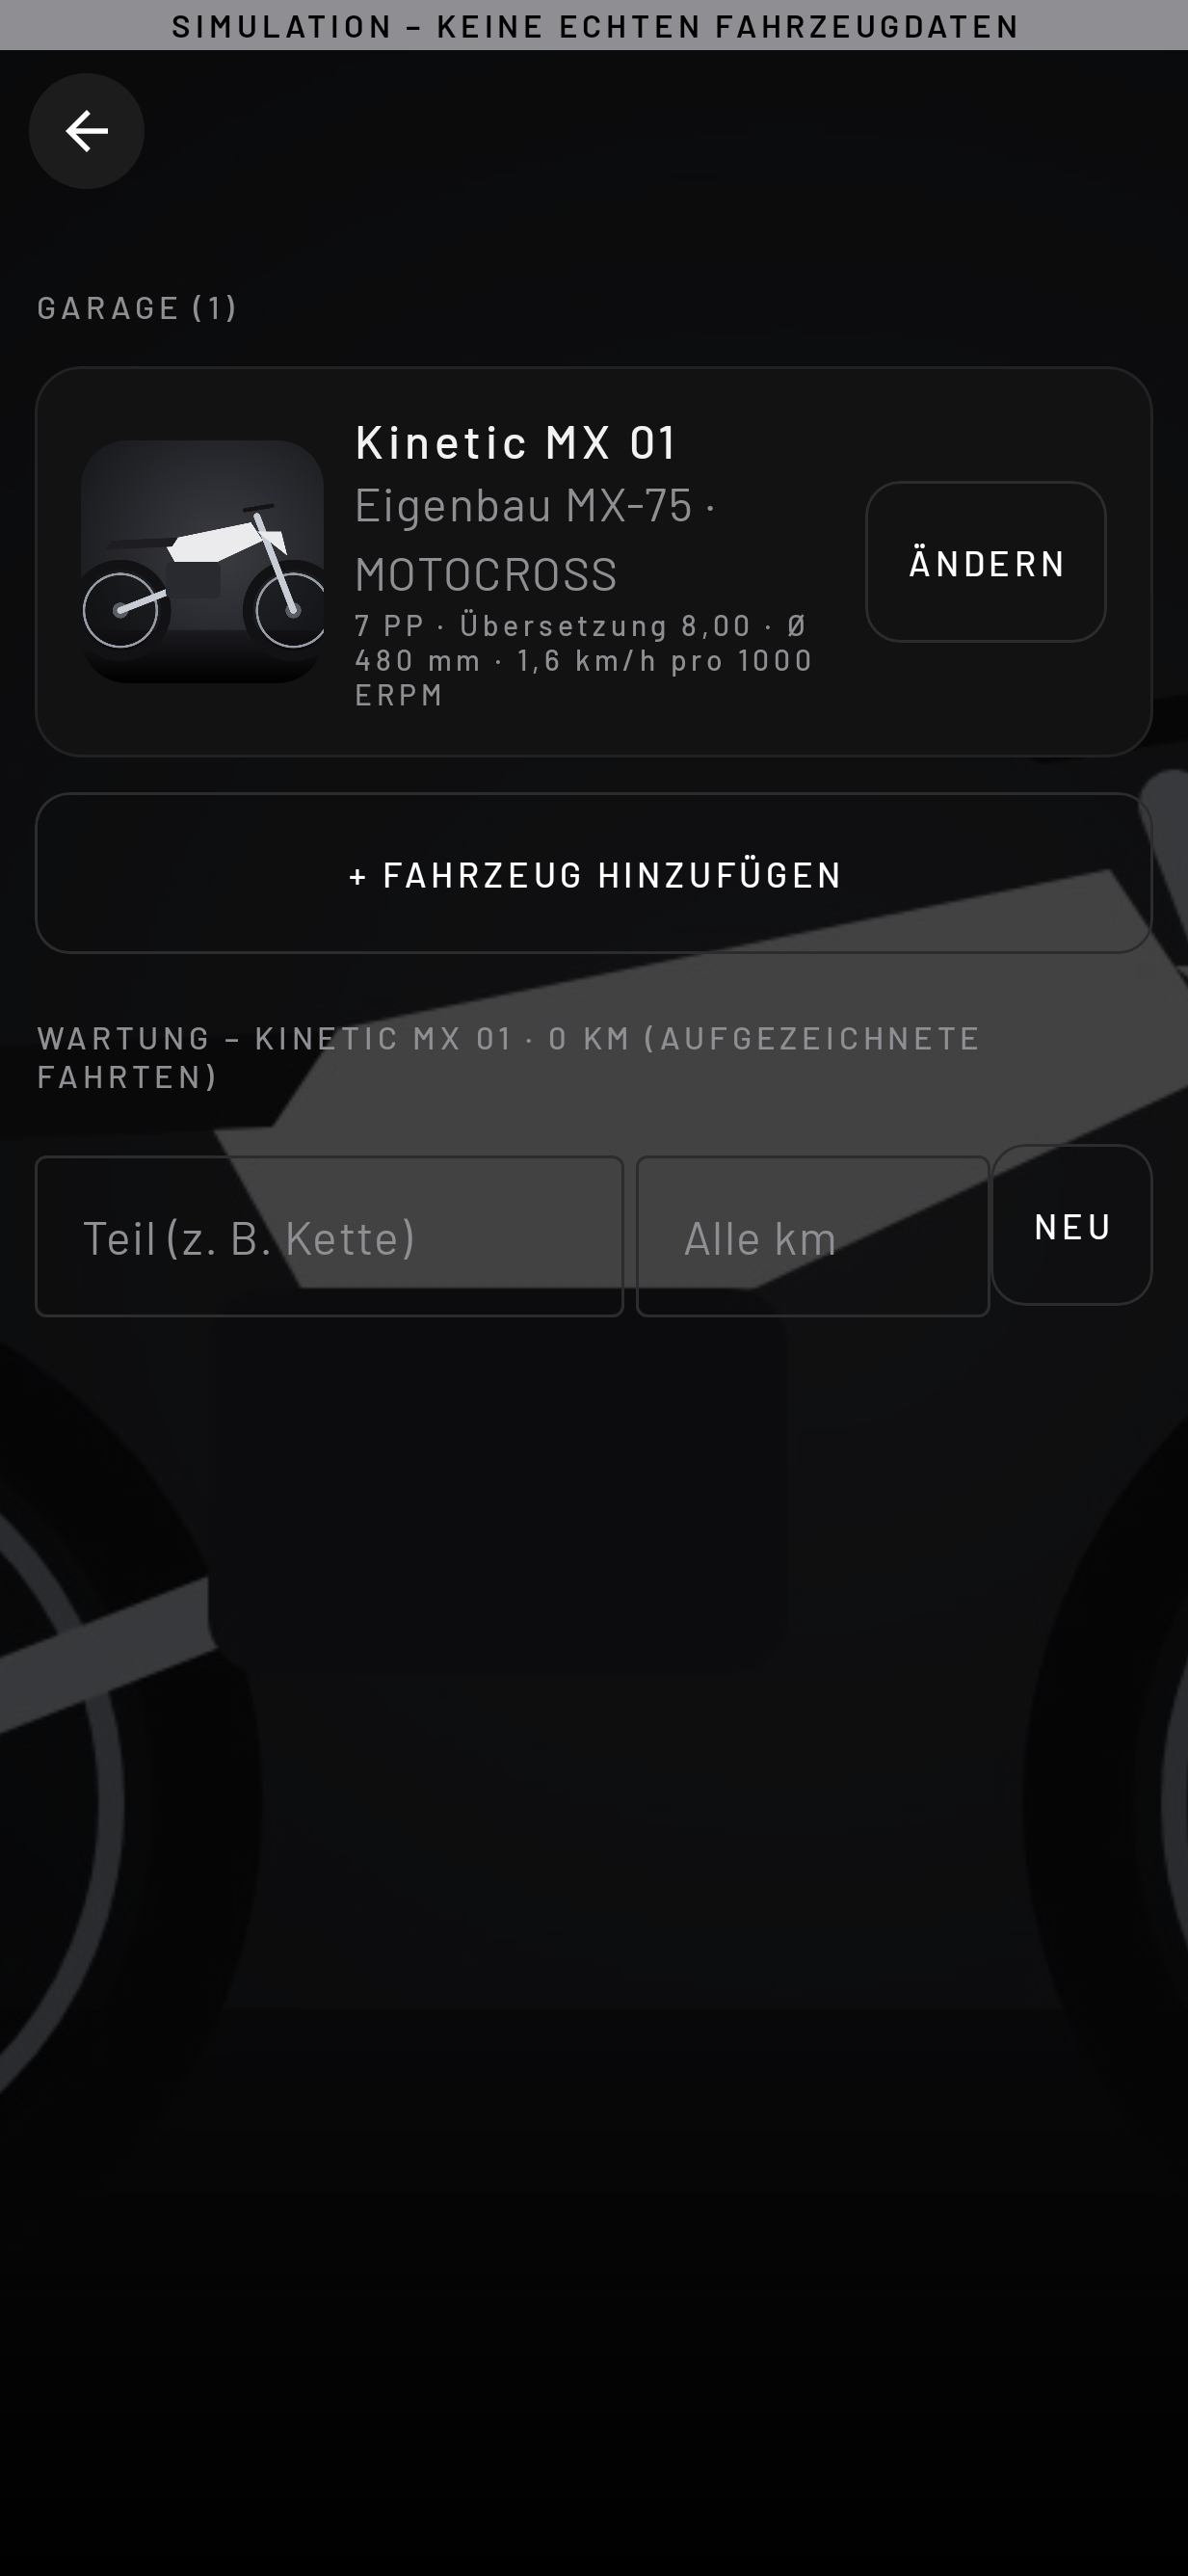 SIMULATION – KEINE ECHTEN FAHRZEUGDATEN
GARAGE (1)
Kinetic MX 01
Eigenbau MX-75 ·
MOTOCROSS
7 PP · Übersetzung 8,00 · Ø
480 mm · 1,6 km/h pro 1000
ERPM
ÄNDERN
+ FAHRZEUG HINZUFÜGEN
WARTUNG – KINETIC MX 01 · 0 KM (AUFGEZEICHNETE
FAHRTEN)
Teil (z. B. Kette)
Alle km
NEU